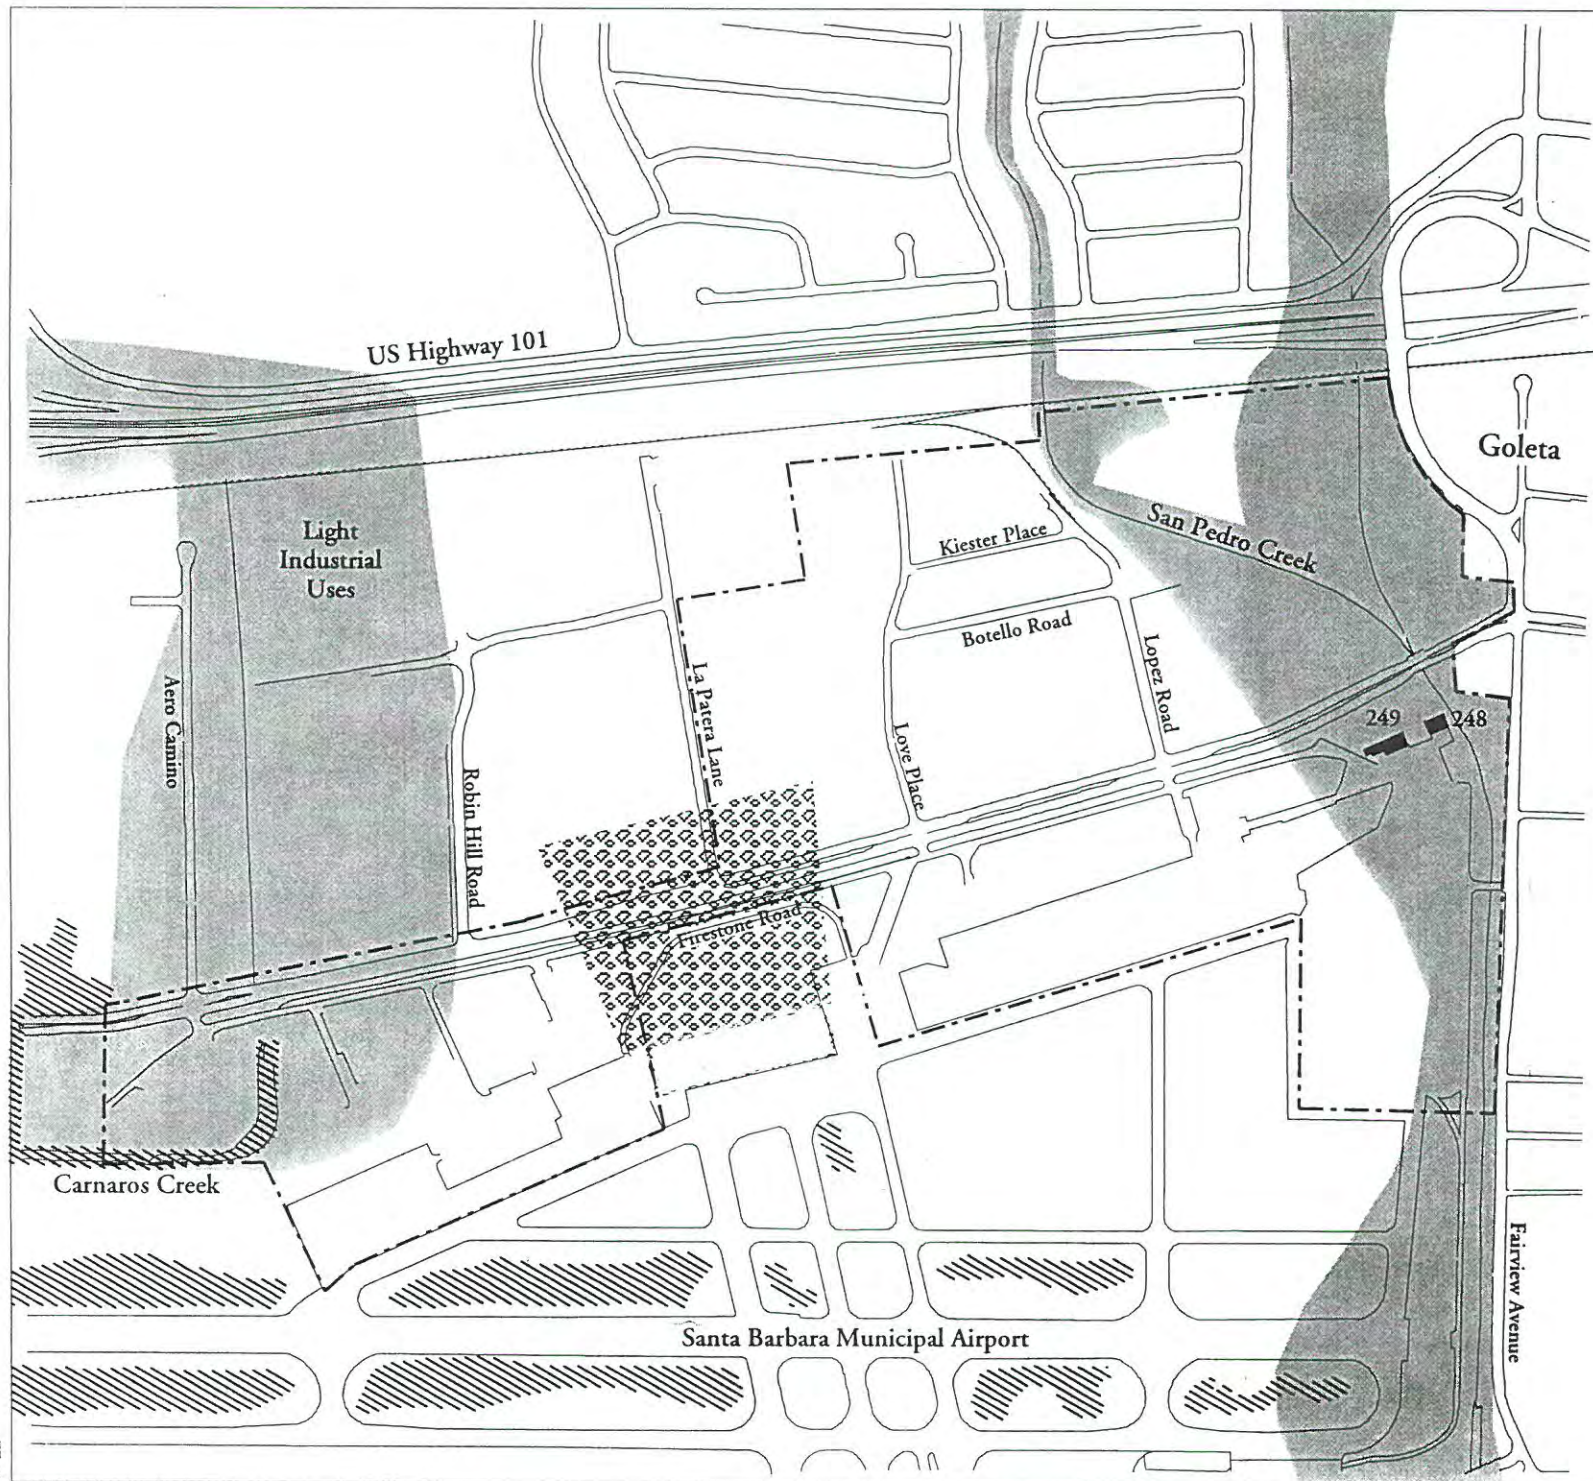 US Highway 101
Goleta
Light
Industrial
Uses
San Pedro Creek
Kiester Place
Botello Road
Lopez Road
La Patera Lane
Aero Camino
Love Place
Robin Hill Road
249
248
Firestone Road
Carnaros Creek
Fairview Avenue
Santa Barbara Municipal Airport